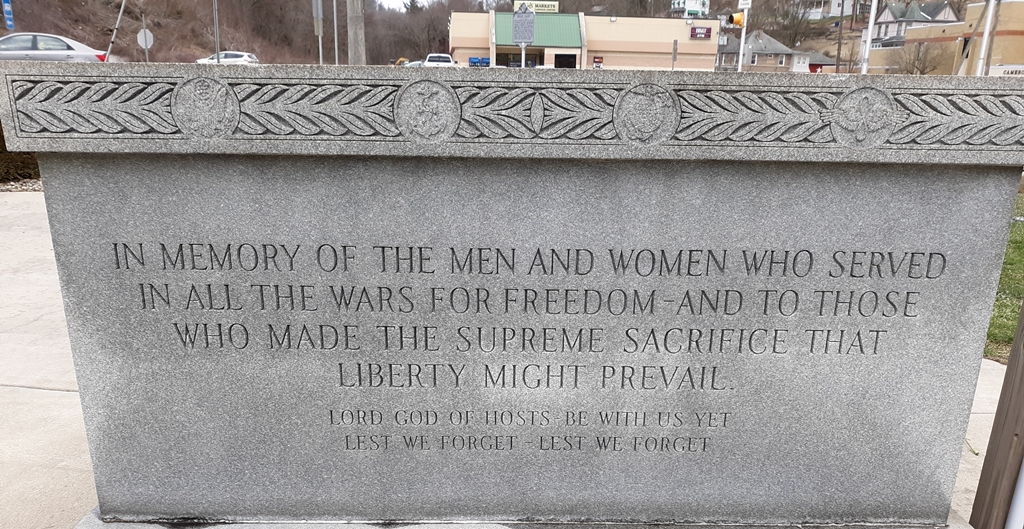 MARKETS
IN MEMORY OF THE MEN AND WOMEN WHO SERVED
IN ALL THE WARS FOR FREEDOM-AND TO THOSE
WHO MADE THE SUPREME SACRIFICE THAT
LIBERTY MIGHT PREVAIL.
LORD GOD OF HOSTS-BE WITH US YET
LEST WE FORGET-LEST WE FORGET